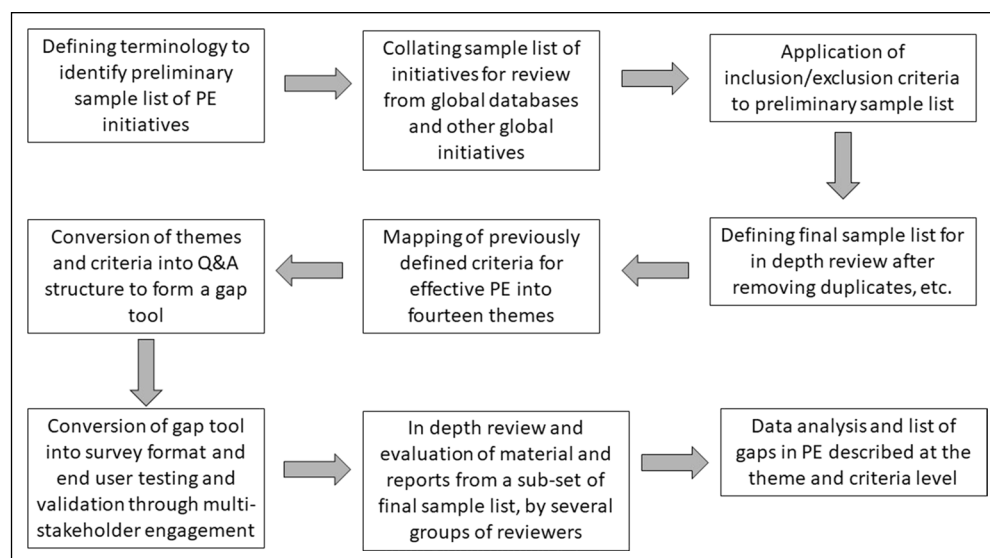 Defining terminology to
identify preliminary
sample list of PE
initiatives
Collating sample list of
initiatives for review
from global databases
and other global
initiatives
Application of
inclusion/exclusion criteria
to preliminary sample list
Defining final sample list for
in depth review after
removing duplicates, etc.
Mapping of previously
defined criteria for
effective PE into
fourteen themes
Conversion of themes
and criteria into Q&A
structure to form a gap
tool
Conversion of gap tool
into survey format and
end user testing and
validation through multi-
stakeholder engagement
In depth review and
evaluation of material and
reports from a sub-set of
final sample list, by several
groups of reviewers
Data analysis and list of
gaps in PE described at the
theme and criteria level